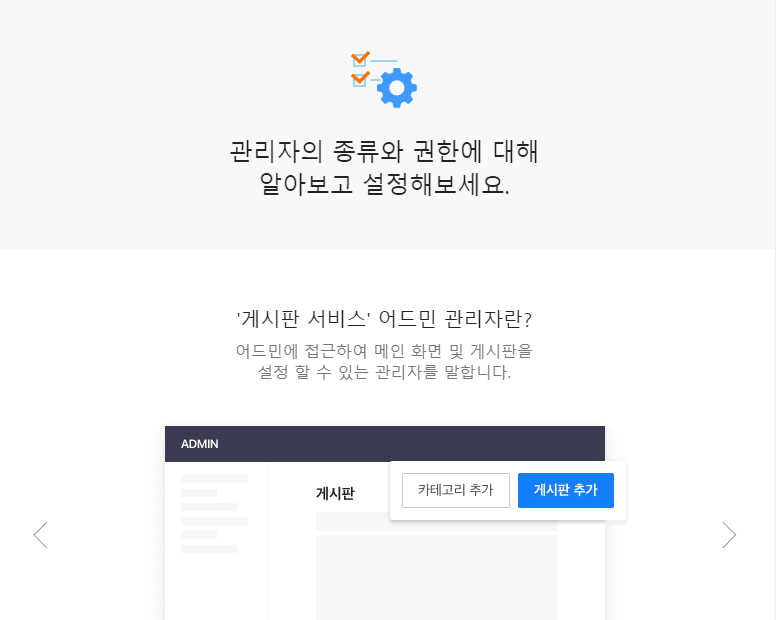 관리자의 종류와 권한에 대해
알아보고 설정해보세요.
'게시판 서비스' 어드민 관리자란?
어드민에 접근하여 메인 화면 및 게시판을
설정 할 수 있는 관리자를 말합니다.
ADMIN
게시판
카테고리 추가
게시판 추가